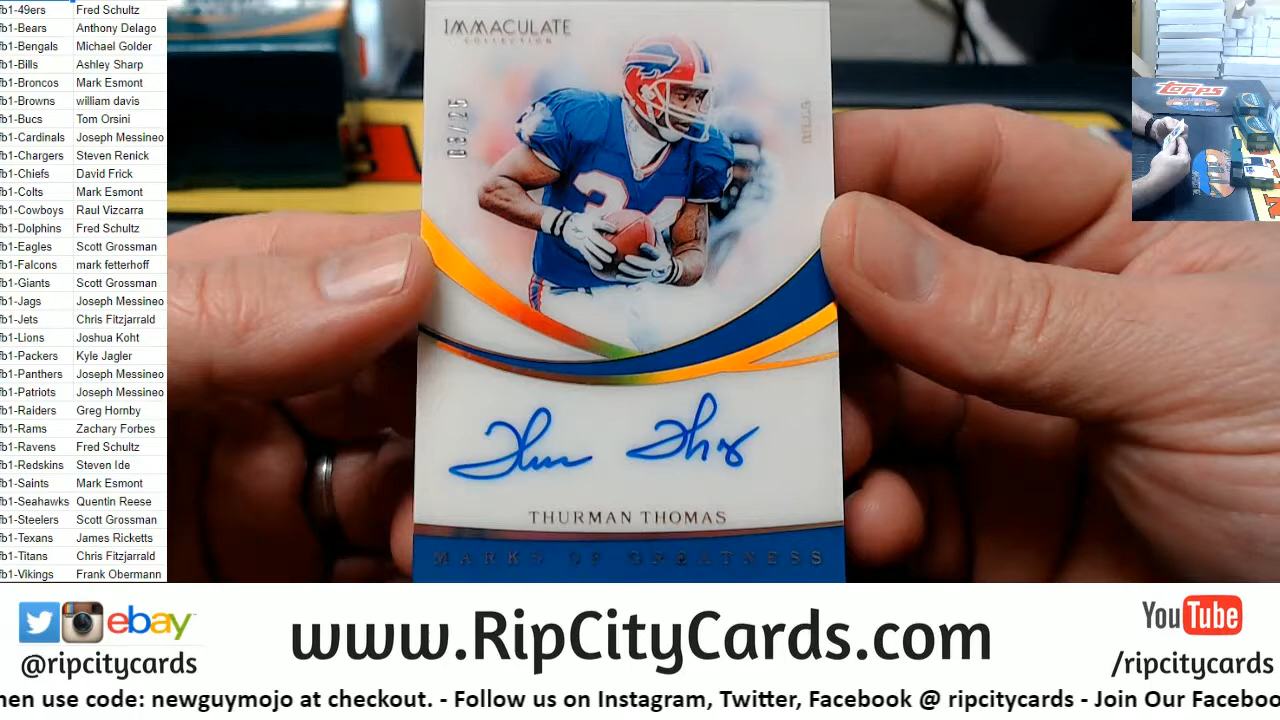 fb1-49ers Fred Schultz
fb1-Bears Anthony Delago
fb1-Bengals Michael Golder
fb1-Bills Ashley Sharp
fb1-Broncos Mark Esmont
fb1-Browns william davis
fb1-Bucs Tom Orsini
fb1-Cardinals Joseph Messineo
fb1-Chargers Steven Renick
fb1-Chiefs David Frick
fb1-Colts Mark Esmont
fb1-Cowboys Raul Vizcarra
fb1-Dolphins Fred Schultz
fb1-Eagles Scott Grossman
fb1-Falcons mark fetterhoff
fb1-Giants Scott Grossman
fb1-Jags Joseph Messineo
fb1-Jets Chris Fitzjarrald
fb1-Lions Joshua Koht
fb1-Packers Kyle Jagler
fb1-Panthers Joseph Messineo
fb1-Patriots Joseph Messineo
fb1-Raiders Greg Hornby
fb1-Rams Zachary Forbes
fb1-Ravens Fred Schultz
fb1-Redskins Steven Ide
fb1-Saints Mark Esmont
fb1-Seahawks Quentin Reese
fb1-Steelers Scott Grossman
fb1-Texans James Ricketts
fb1-Titans Chris Fitzjarrald
fb1-Vikings Frank Obermann
IMMACULATE
COLLECTION
03/25
BILLS
34
THURMAN THOMAS
MARKS OF GREATNESS
topps
ebay
@ripcitycards
www.RipCityCards.com
YouTube
/ripcitycards
hen use code: newguymojo at checkout. - Follow us on Instagram, Twitter, Facebook @ ripcitycards - Join Our Faceboo